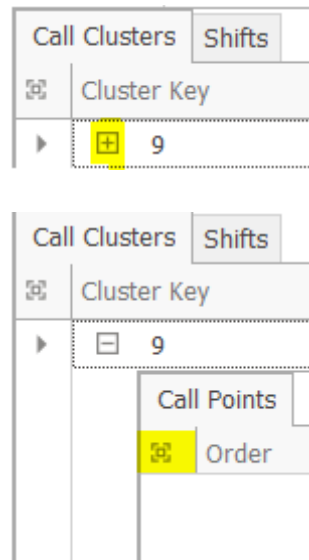 Call Clusters Shifts
Cluster Key
9
Call Clusters Shifts
Cluster Key
9
Call Points
Order